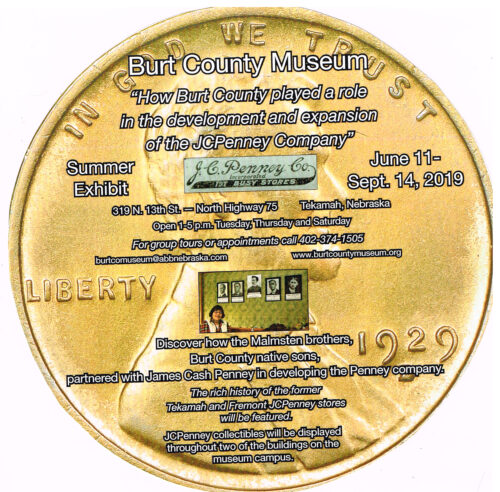 IN GOD WE TRUST
Burt County Museum
"How Burt County played a role
in the development and expansion
of the JCPenney Company"
Summer
Exhibit
J.C. Penney Co.
Incorporated
197 BUSY STORES
June 11-
Sept. 14, 2019
319 N. 13th St. — North Highway 75 Tekamah, Nebraska
Open 1-5 p.m. Tuesday, Thursday and Saturday
For group tours or appointments call 402-374-1505
burtcomuseum@abbnebraska.com www.burtcountymuseum.org
LIBERTY
1929
Discover how the Malmsten brothers,
Burt County native sons,
partnered with James Cash Penney in developing the Penney company.
The rich history of the former
Tekamah and Fremont JCPenney stores
will be featured.
JCPenney collectibles will be displayed
throughout two of the buildings on the
museum campus.